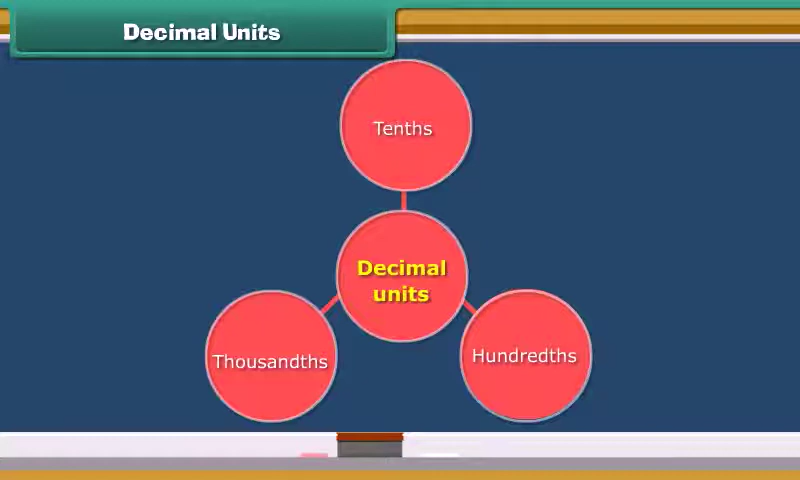 Decimal Units
Tenths
Decimal
units
Thousandths
Hundredths